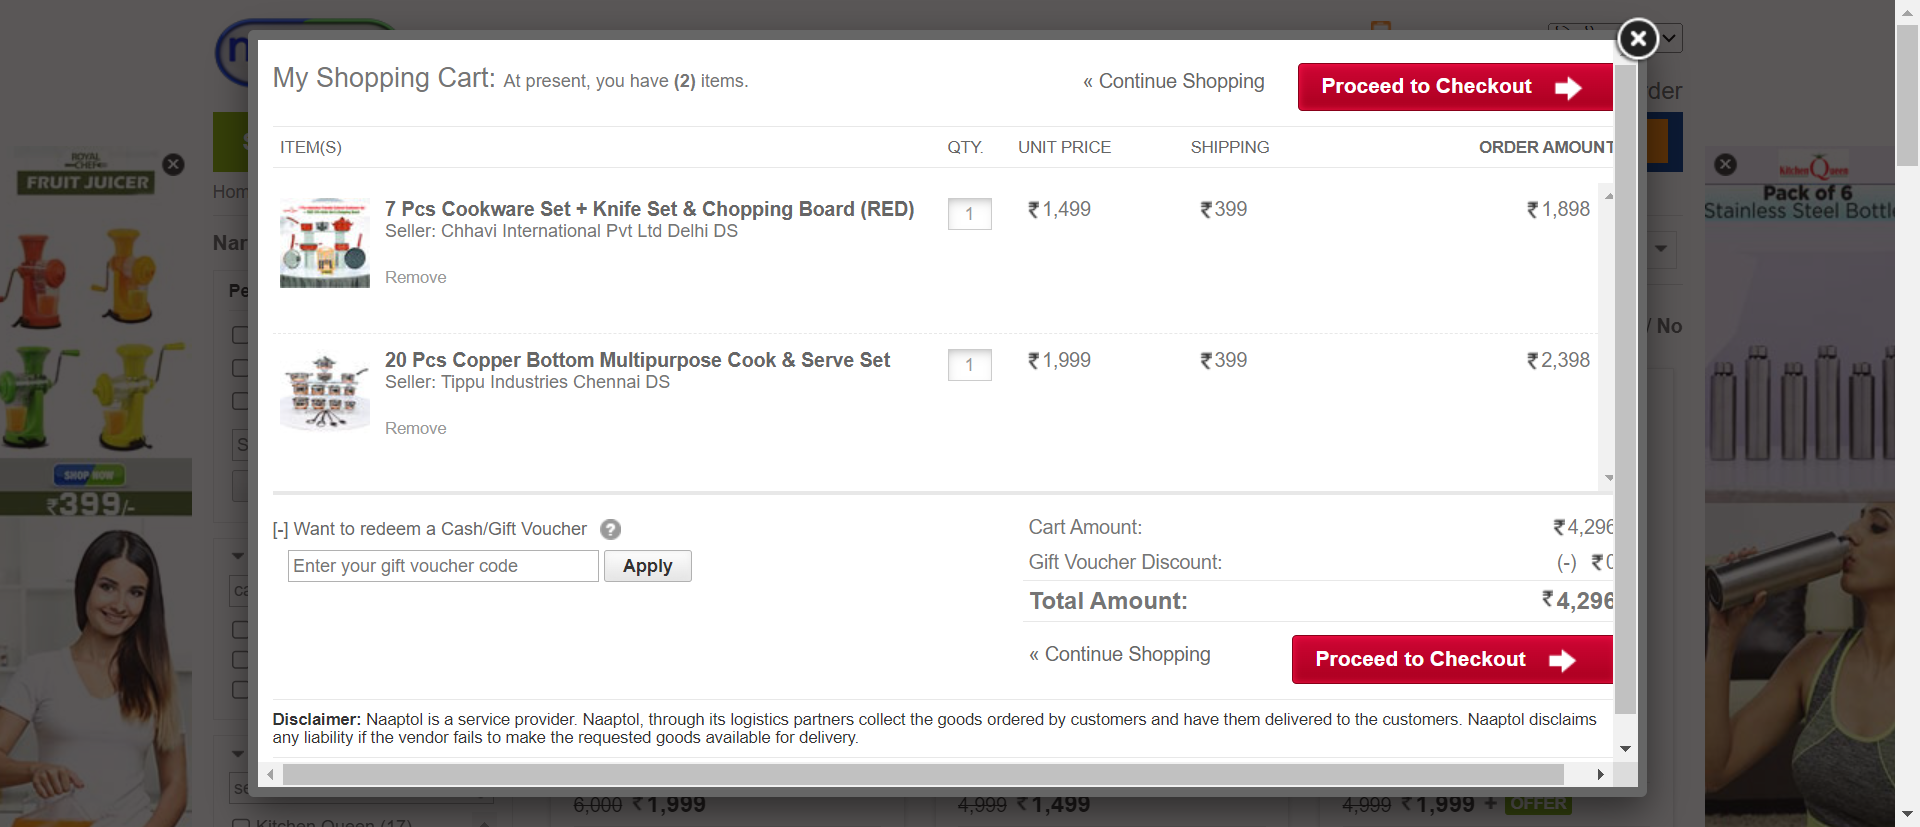 My Shopping Cart: At present, you have (2) items.
« Continue Shopping
Proceed to Checkout
ITEM(S) QTY. UNIT PRICE SHIPPING ORDER AMOUNT
7 Pcs Cookware Set + Knife Set & Chopping Board (RED) 1 ₹1,499 ₹399 ₹1,898
Seller: Chhavi International Pvt Ltd Delhi DS
Remove
20 Pcs Copper Bottom Multipurpose Cook & Serve Set 1 ₹1,999 ₹399 ₹2,398
Seller: Tippu Industries Chennai DS
Remove
[-] Want to redeem a Cash/Gift Voucher ?
Enter your gift voucher code Apply
Cart Amount: ₹4,296
Gift Voucher Discount: (-) ₹0
Total Amount: ₹4,296
« Continue Shopping
Proceed to Checkout
Disclaimer: Naaptol is a service provider. Naaptol, through its logistics partners collect the goods ordered by customers and have them delivered to the customers. Naaptol disclaims
any liability if the vendor fails to make the requested goods available for delivery.
ROYAL
CHEF
FRUIT JUICER
SHOP NOW
₹399/-
Kitchen Queen
Pack of 6
Stainless Steel Bottl
/ No
6,000 ₹1,999
4,999 ₹1,499
4,999 ₹1,999 + OFFER
Kitchen Queen (17)